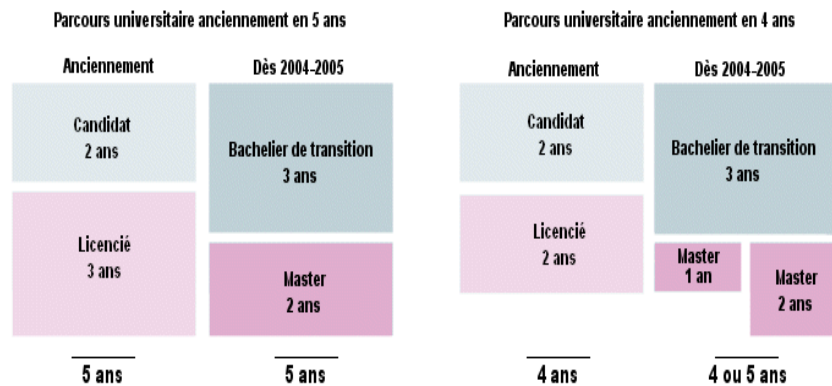 Parcours universitaire anciennement en 5 ans
Anciennement
Dès 2004-2005
Candidat
2 ans
Bachelier de transition
3 ans
Licencié
3 ans
Master
2 ans
5 ans
5 ans
Parcours universitaire anciennement en 4 ans
Anciennement
Dès 2004-2005
Candidat
2 ans
Bachelier de transition
3 ans
Licencié
2 ans
Master
1 an
Master
2 ans
4 ans
4 ou 5 ans